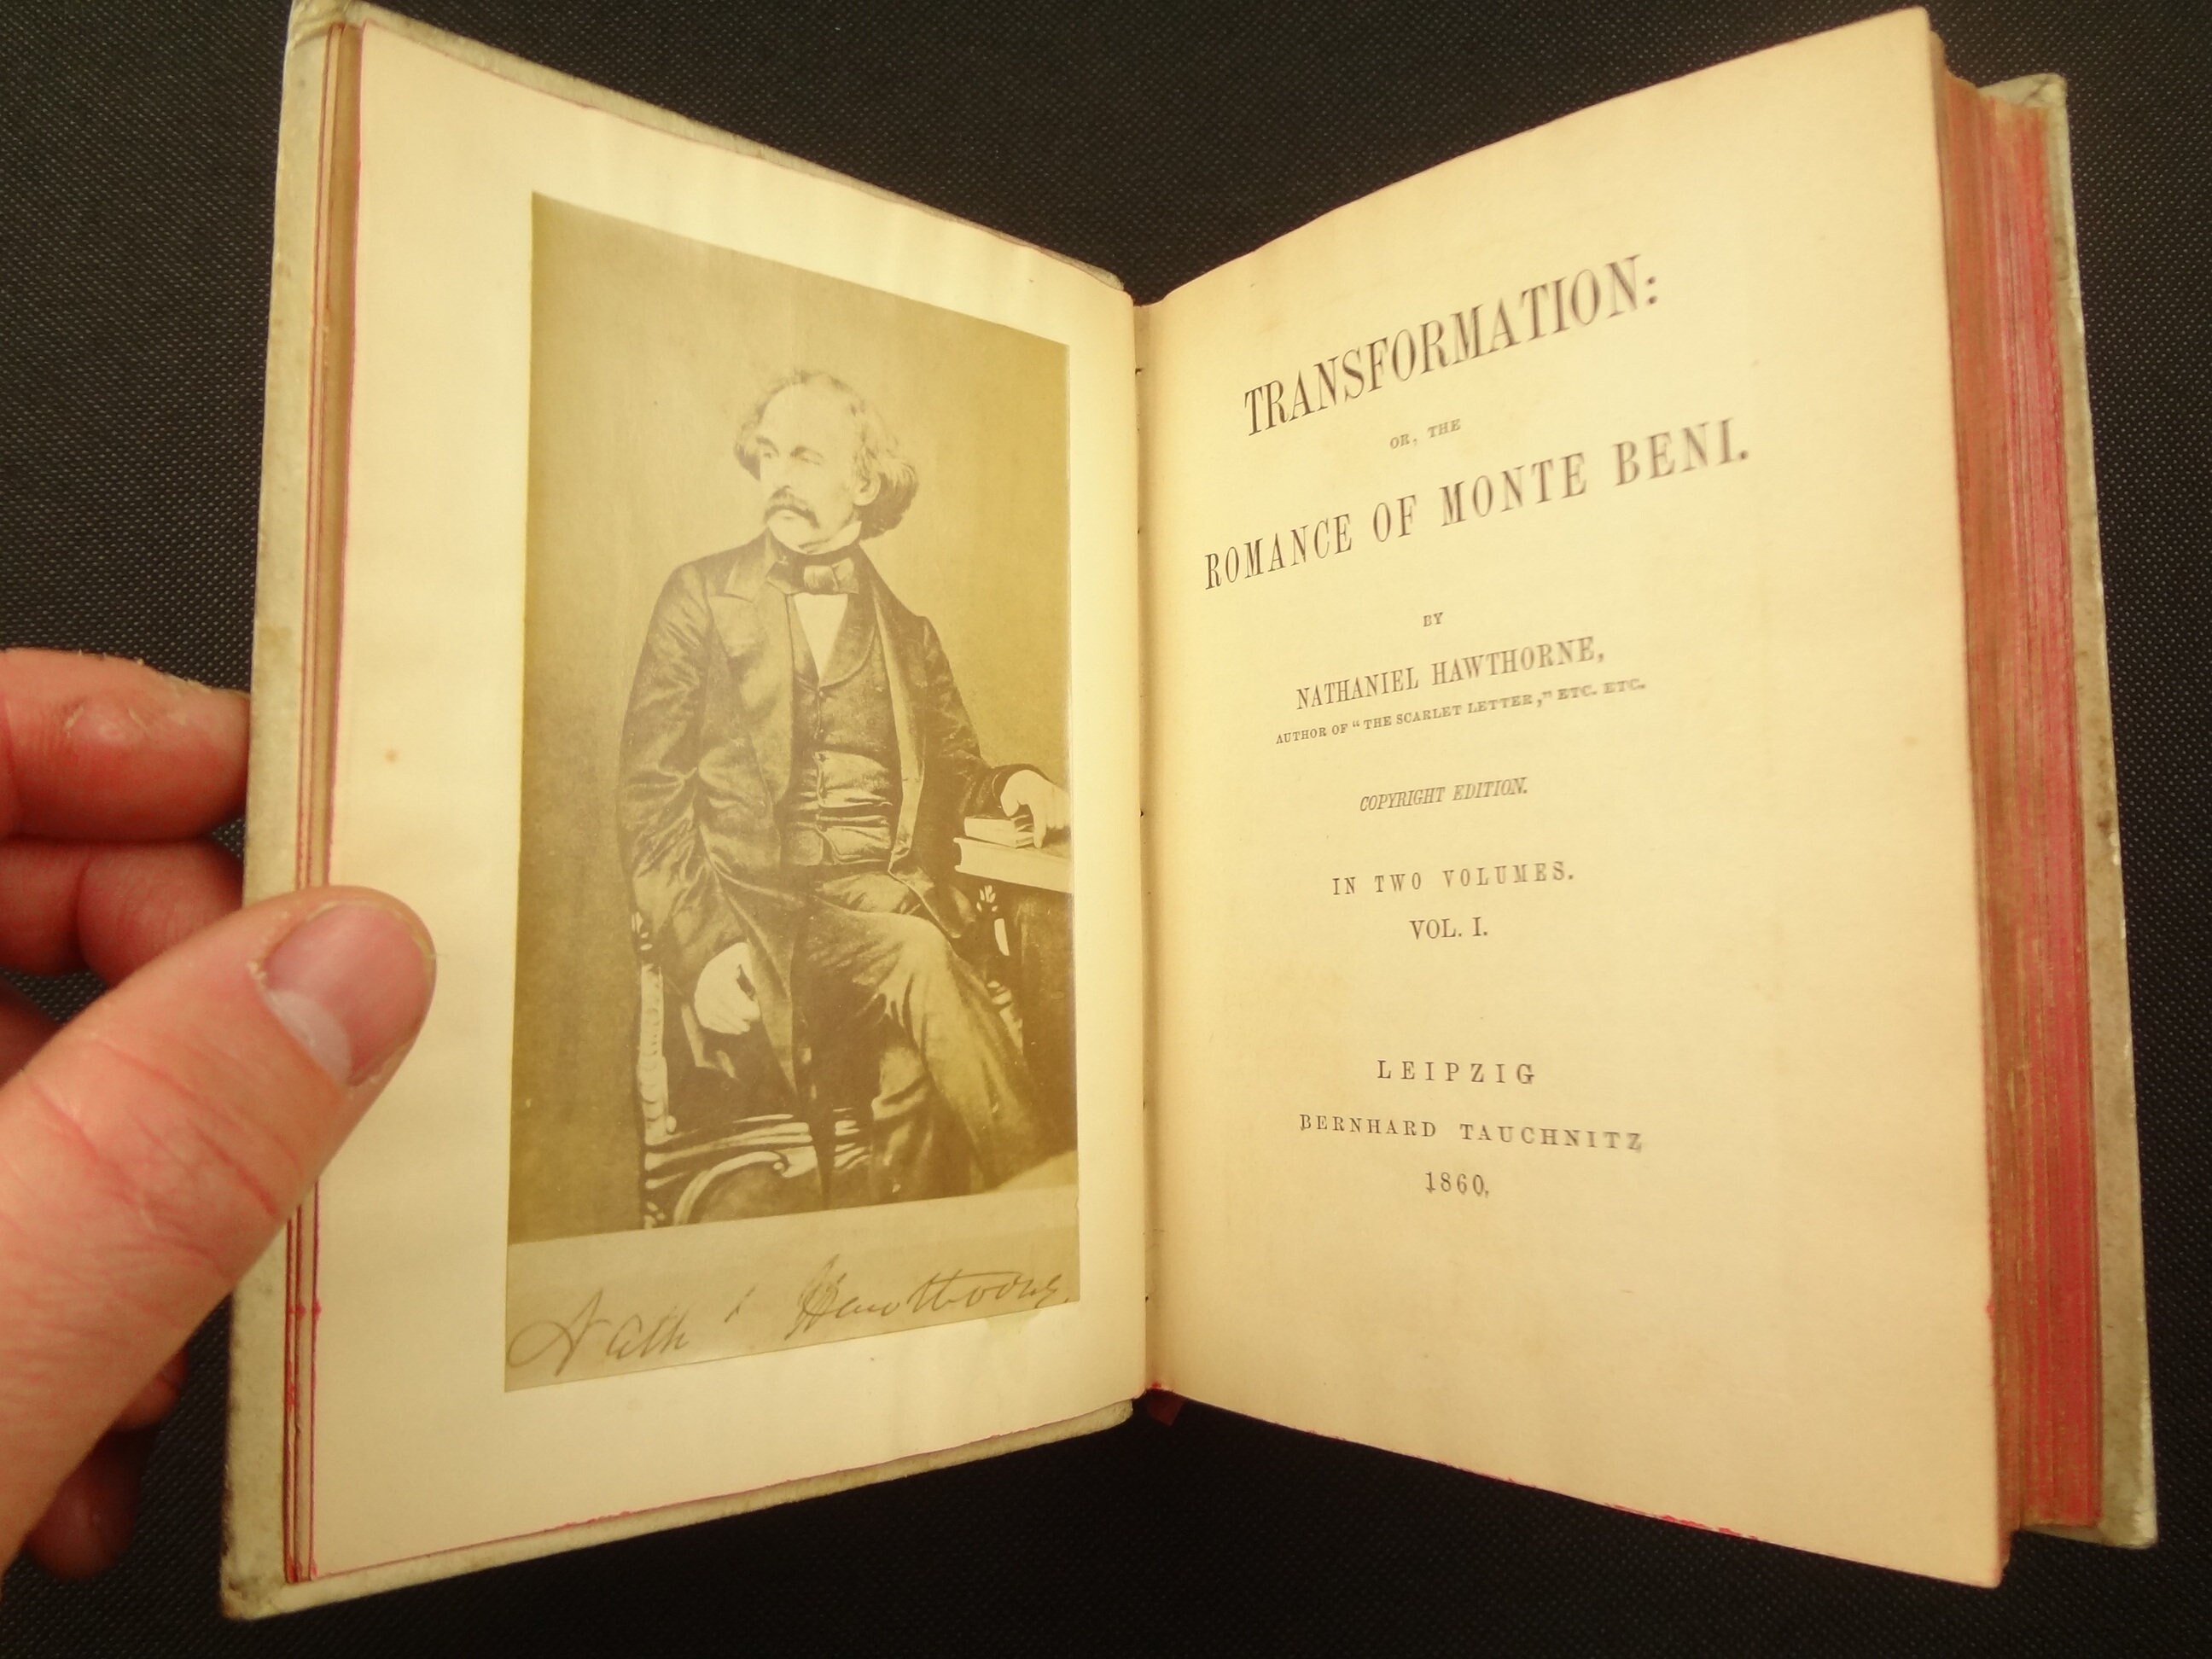 Nath ' Hawthorne.
TRANSFORMATION:
OR, THE
ROMANCE OF MONTE BENI.
BY
NATHANIEL HAWTHORNE,
AUTHOR OF "THE SCARLET LETTER," ETC. ETC.
COPYRIGHT EDITION.
IN TWO VOLUMES.
VOL. I.
LEIPZIG
BERNHARD TAUCHNITZ
1860.